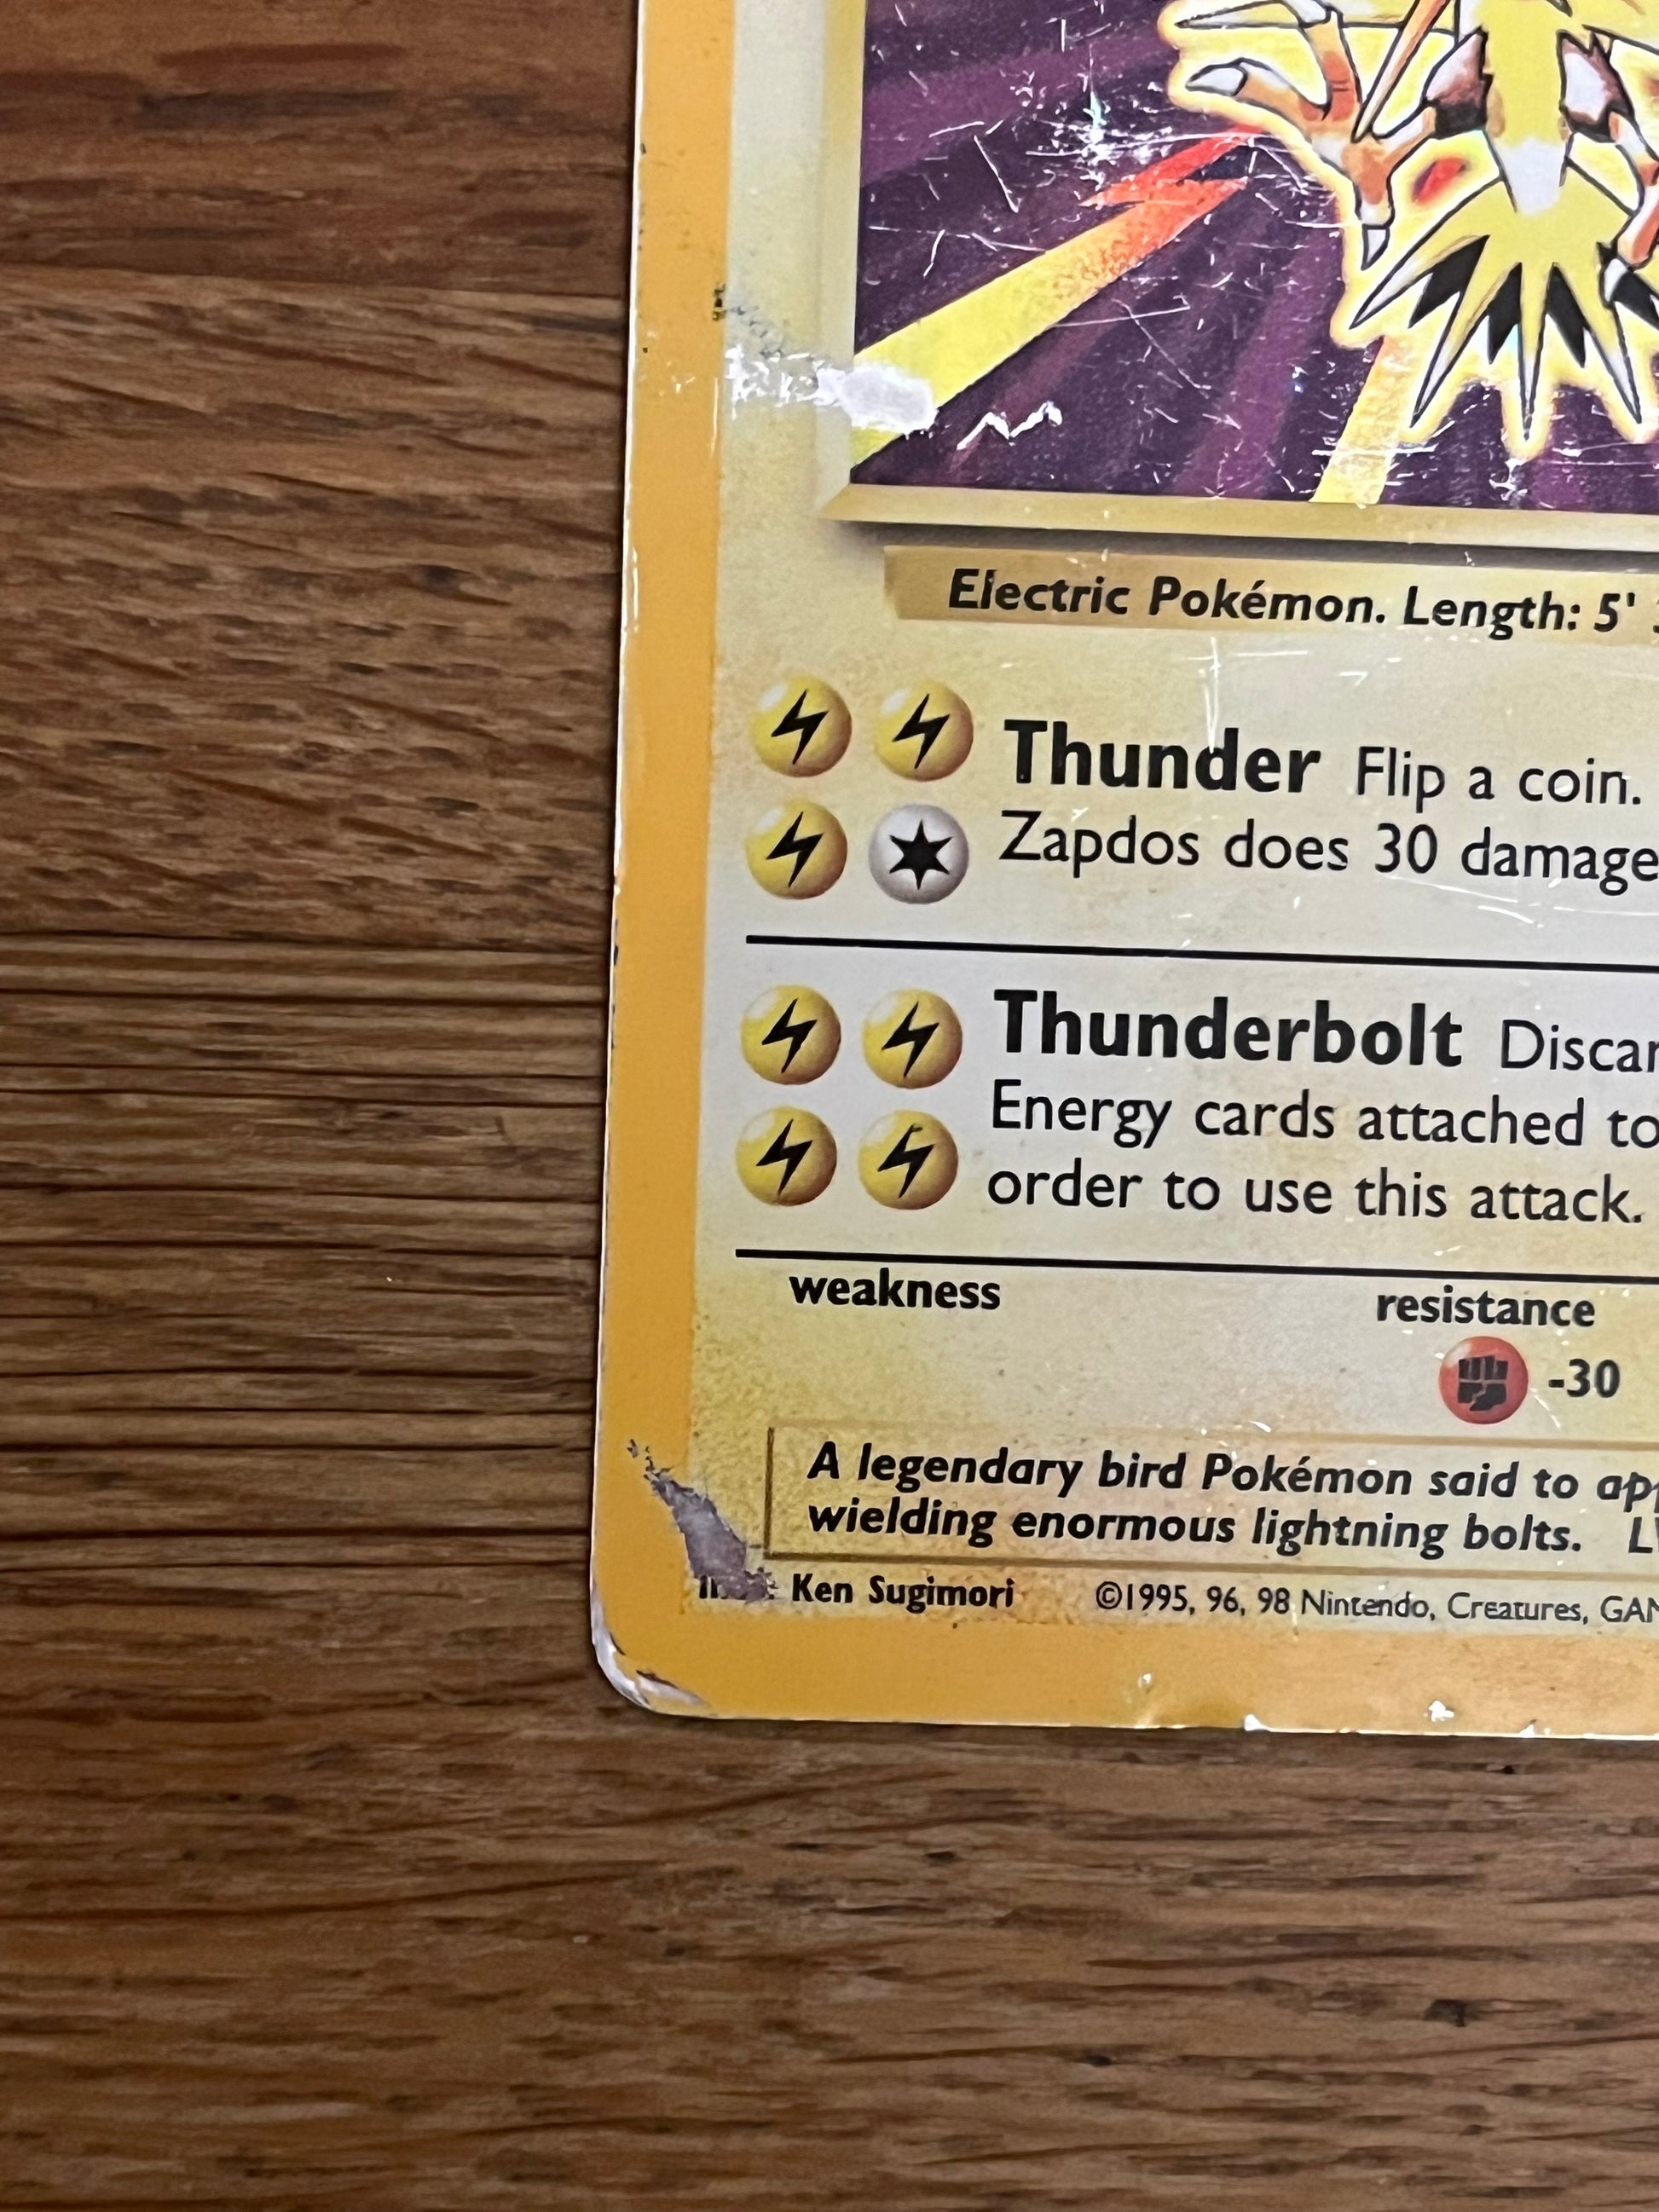 Electric Pokémon. Length: 5'
Thunder Flip a coin.
Zapdos does 30 damage
Thunderbolt Discar
Energy cards attached to
order to use this attack.
weakness
resistance
-30
A legendary bird Pokémon said to
wielding enormous lightning bolts.
Ken Sugimori ©1995, 96, 98 Nintendo, Creatures,